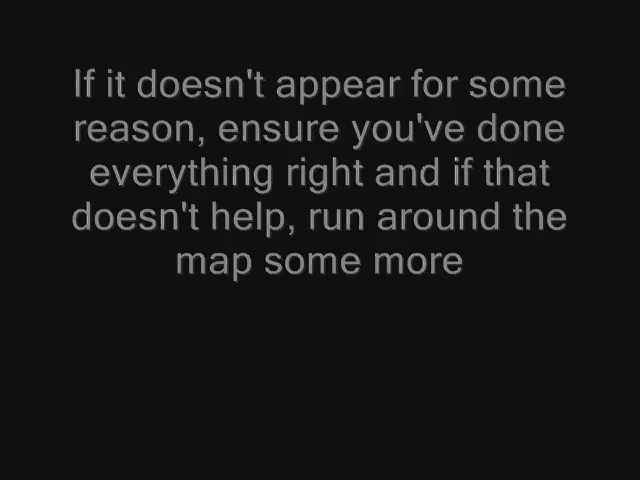 If it doesn't appear for some
reason, ensure you've done
everything right and if that
doesn't help, run around the
map some more